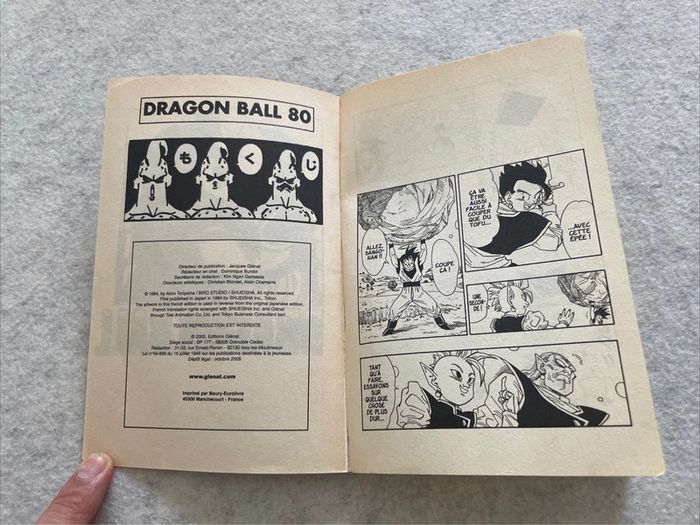 DRAGON BALL 80
も く じ
Directeur de publication : Jacques Glénat
Rédacteur en chef : Dominique Burdot
Secrétaire de rédaction : Kim Ngan Damasse
Directeurs artistiques : Christian Blondel, Alain Chamarre
© 1984, by Akira Toriyama / BIRD STUDIO / SHUEISHA. All rights reserved.
First published in Japan in 1984 by SHUEISHA Inc., Tokyo.
The artwork in this french edition is used in reverse from the original japanese edition.
French translation rights arranged with SHUEISHA Inc. and Glénat
through Toei Animation Co. Ltd. and Tokyo Business Consultant sarl.
TOUTE REPRODUCTION EST INTERDITE
© 2005, Editions Glénat.
Siège social : BP 177 - 38008 Grenoble Cedex
Rédaction : 31-33, rue Ernest-Renan - 92130 Issy-les-Moulineaux
Loi n°49-956 du 16 juillet 1949 sur les publications destinées à la jeunesse.
Dépôt légal : octobre 2006
www.glenat.com
Imprimé par Maury-Eurolivre
45300 Manchecourt - France
ALLEZ,
SANGO-
HAN !!
COUPE
ÇA !
ÇA VA
ÊTRE
AUSSI
FACILE À
COUPER
QUE DU
TOFU...
AVEC
CETTE
ÉPÉE !
UNE
SECON-
DE !
TANT
QU'À
FAIRE,
ESSAYONS
SUR
QUELQUE
CHOSE
DE PLUS
DUR...